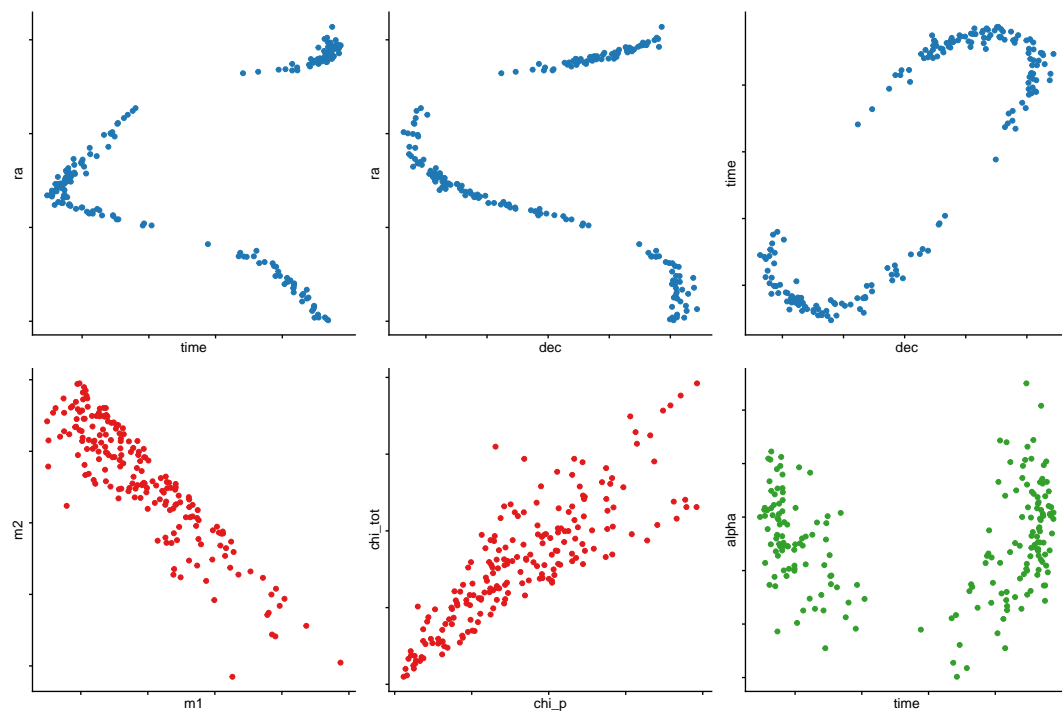 ra
time
ra
dec
time
dec
m2
m1
chi_tot
chi_p
alpha
time